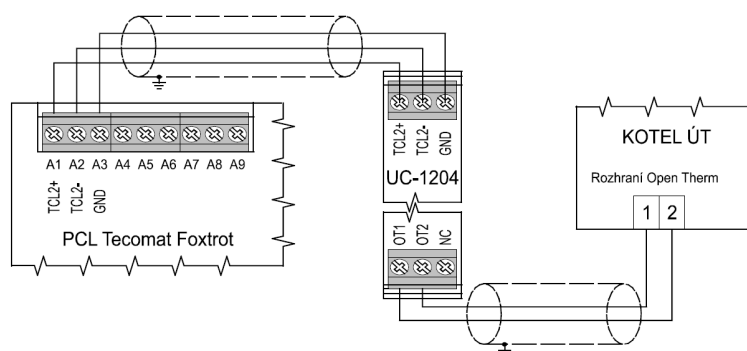 A1 A2 A3 A4 A5 A6 A7 A8 A9
TCL2+
TCL2-
GND
PCL Tecomat Foxtrot
TCL2+
TCL2-
GND
UC-1204
OT1
OT2
NC
KOTEL ÚT
Rozhraní Open Therm
1 2